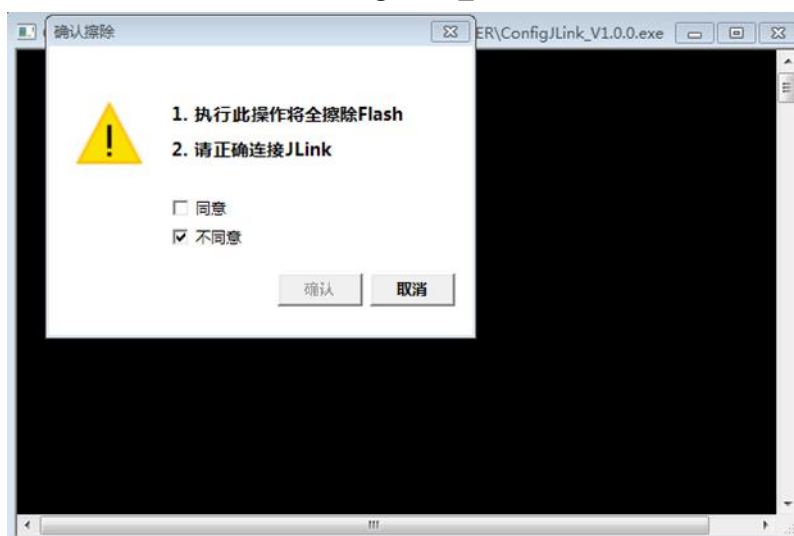 确认擦除
ER\ConfigJLink_V1.0.0.exe
1. 执行此操作将全擦除Flash
2. 请正确连接JLink
同意
不同意
确认
取消